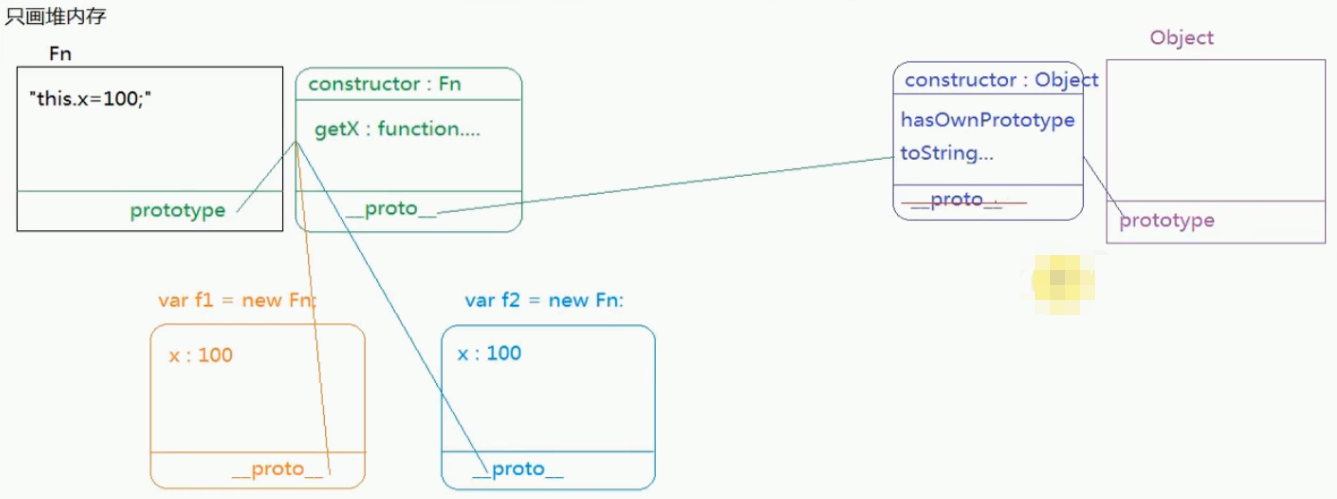 只画堆内存
Fn
"this.x=100;"
prototype
constructor : Fn
getX : function....
__proto__
constructor : Object
hasOwnPrototype
toString...
__proto__
Object
prototype
var f1 = new Fn;
x : 100
__proto__
var f2 = new Fn:
x : 100
__proto__